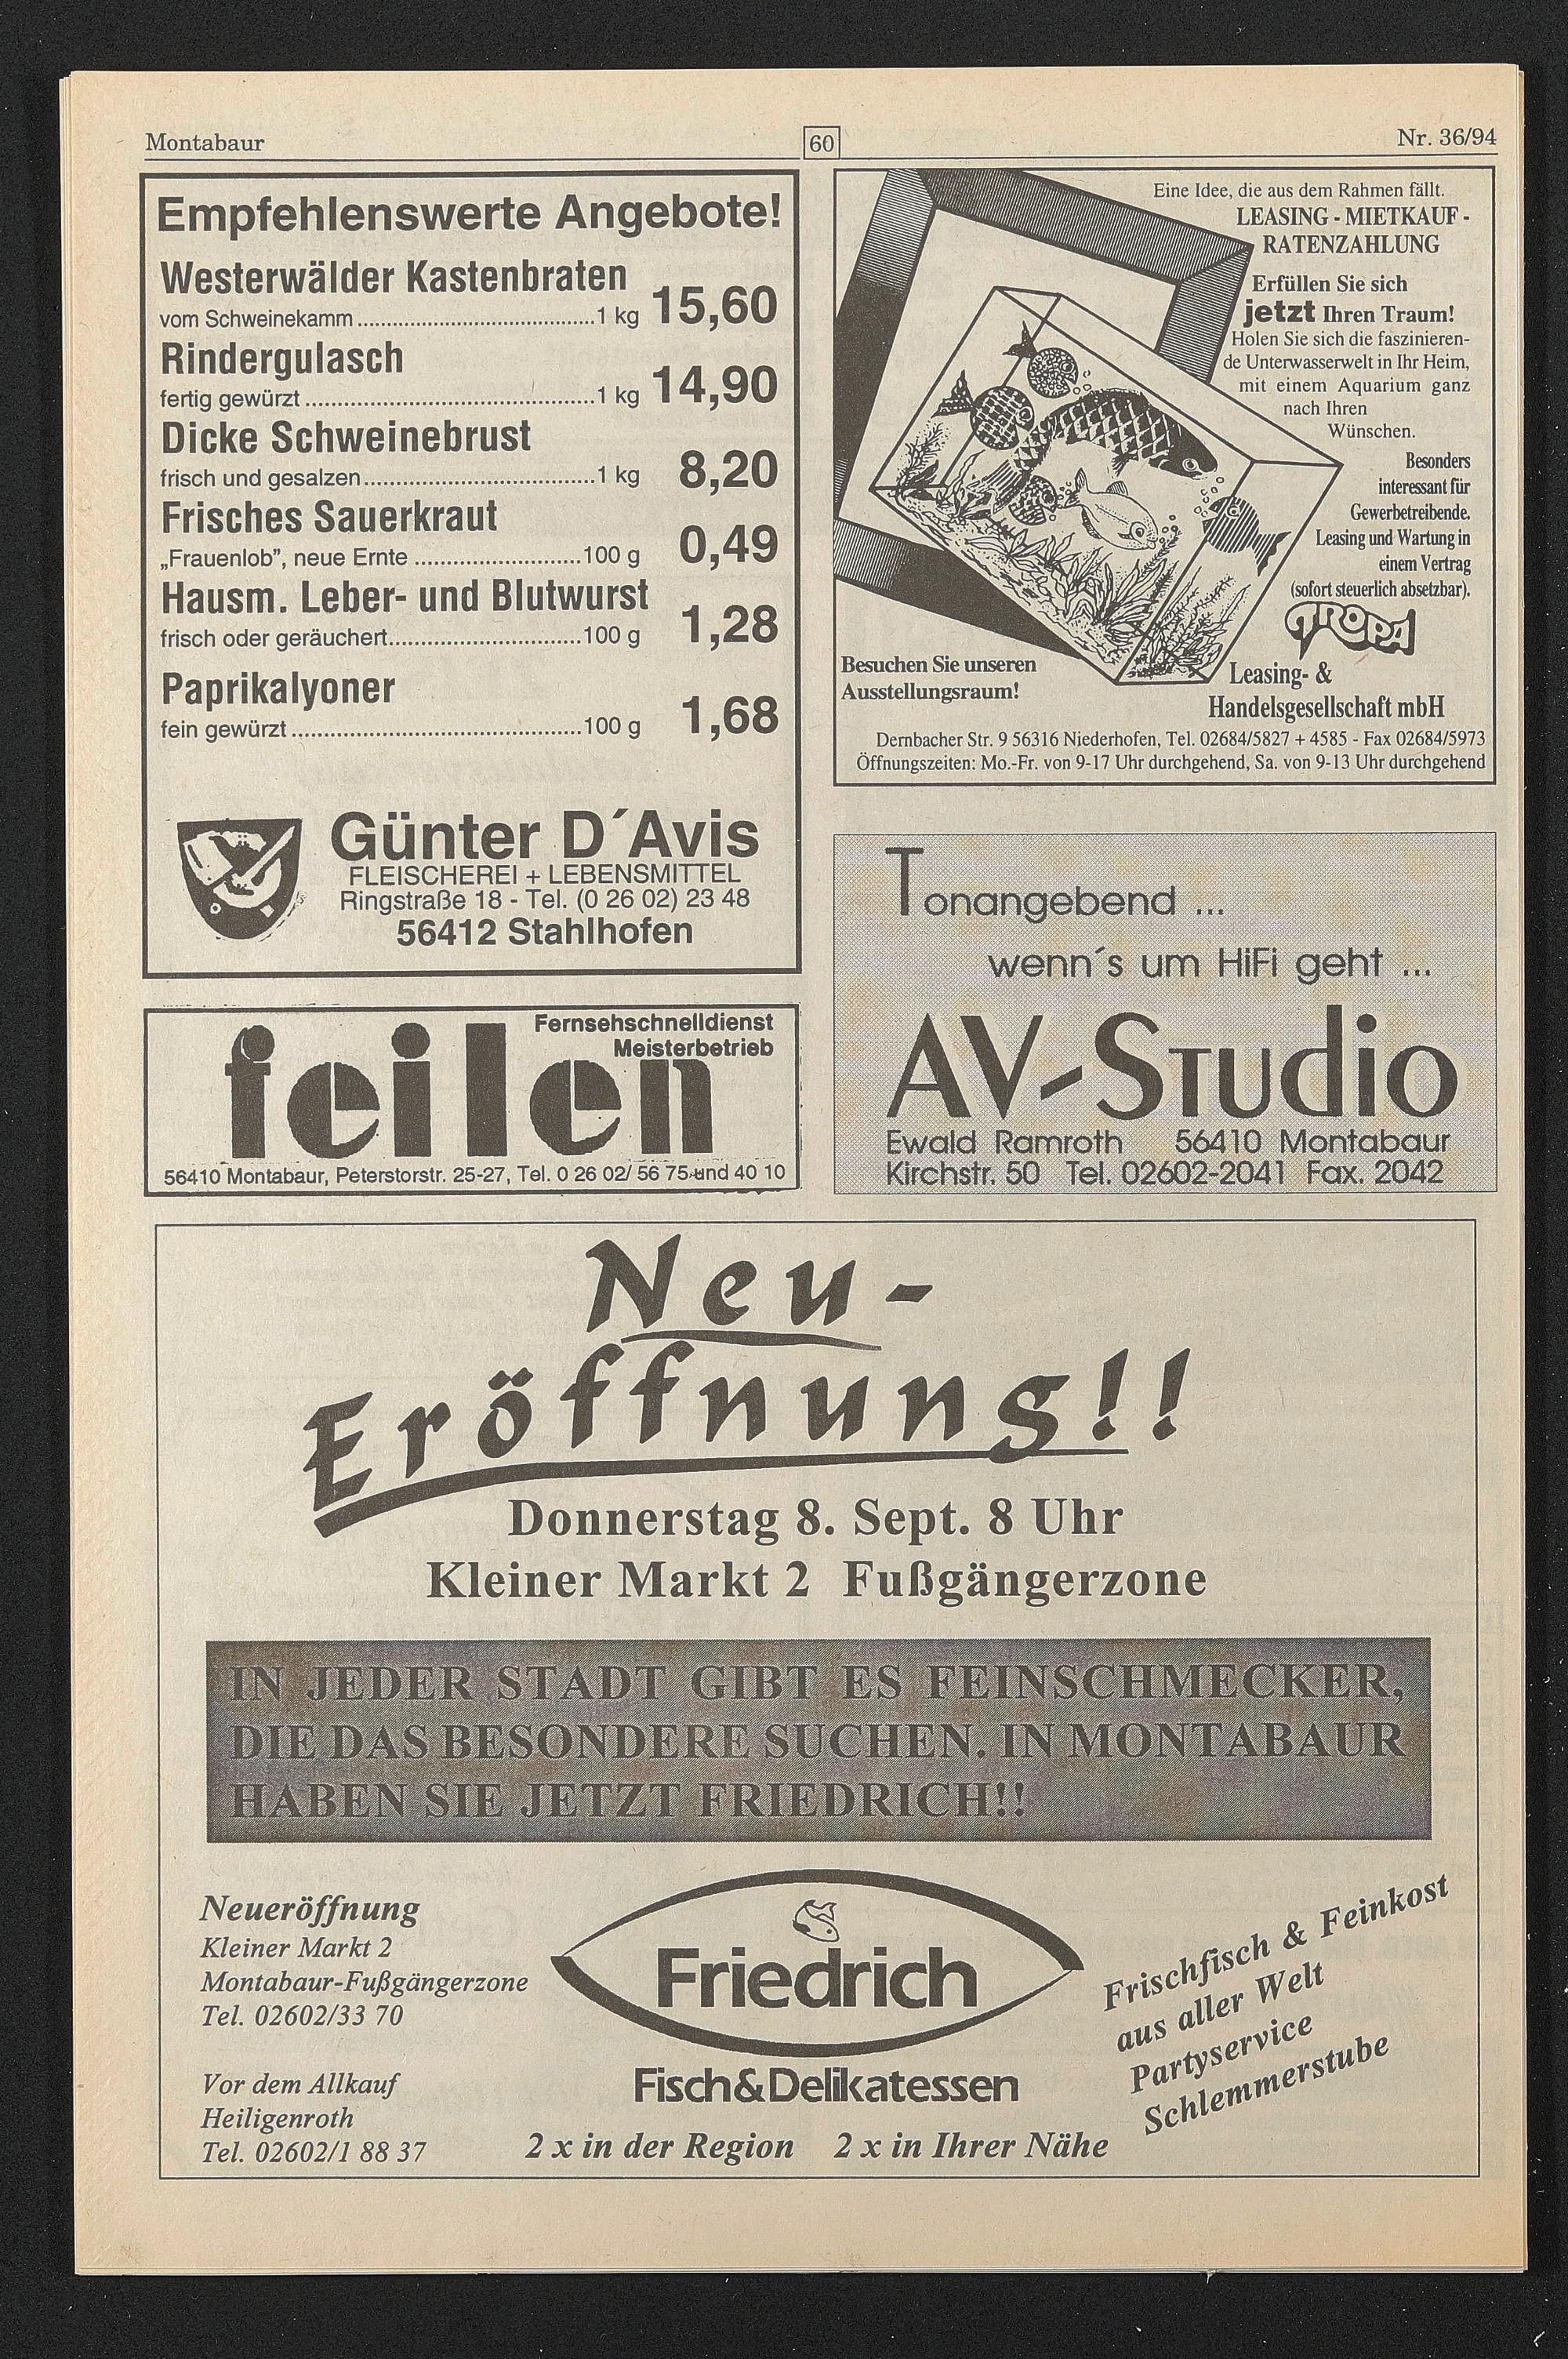 Montabaur
60
Nr. 36/94
Empfehlenswerte Angebote!
Westerwälder Kastenbraten
vom Schweinekamm.........................................1 kg 15,60
Rindergulasch
fertig gewürzt..................................................1 kg 14,90
Dicke Schweinebrust
frisch und gesalzen........................................1 kg 8,20
Frisches Sauerkraut
„Frauenlob”, neue Ernte.............................100 g 0,49
Hausm. Leber- und Blutwurst
frisch oder geräuchert.................................100 g 1,28
Paprikalyoner
fein gewürzt..................................................100 g 1,68
Günter D´Avis
FLEISCHEREI + LEBENSMITTEL
Ringstraße 18 - Tel. (0 26 02) 23 48
56412 Stahlhofen
Eine Idee, die aus dem Rahmen fällt.
LEASING - MIETKAUF -
RATENZAHLUNG
Erfüllen Sie sich
jetzt Ihren Traum!
Holen Sie sich die faszinieren-
de Unterwasserwelt in Ihr Heim,
mit einem Aquarium ganz
nach Ihren
Wünschen.
Besonders
interessant für
Gewerbetreibende.
Leasing und Wartung in
einem Vertrag
(sofort steuerlich absetzbar).
TROPA
Besuchen Sie unseren
Ausstellungsraum!
Leasing- &
Handelsgesellschaft mbH
Dernbacher Str. 9 56316 Niederhofen, Tel. 02684/5827 + 4585 - Fax 02684/5973
Öffnungszeiten: Mo.-Fr. von 9-17 Uhr durchgehend, Sa. von 9-13 Uhr durchgehend
Fernsehschnelldienst
Meisterbetrieb
feilen
56410 Montabaur, Peterstorstr. 25-27, Tel. 0 26 02/ 56 75 und 40 10
Tonangebend ...
wenn´s um HiFi geht ...
AV-Studio
Ewald Ramroth 56410 Montabaur
Kirchstr. 50 Tel. 02602-2041 Fax. 2042
Neu-
Eröffnung!!
Donnerstag 8. Sept. 8 Uhr
Kleiner Markt 2 Fußgängerzone
IN JEDER STADT GIBT ES FEINSCHMECKER,
DIE DAS BESONDERE SUCHEN. IN MONTABAUR
HABEN SIE JETZT FRIEDRICH!!
Neueröffnung
Kleiner Markt 2
Montabaur-Fußgängerzone
Tel. 02602/33 70
Vor dem Allkauf
Heiligenroth
Tel. 02602/1 88 37
Friedrich
Fisch&Delikatessen
2 x in der Region 2 x in Ihrer Nähe
Frischfisch & Feinkost
aus aller Welt
Partyservice
Schlemmerstube